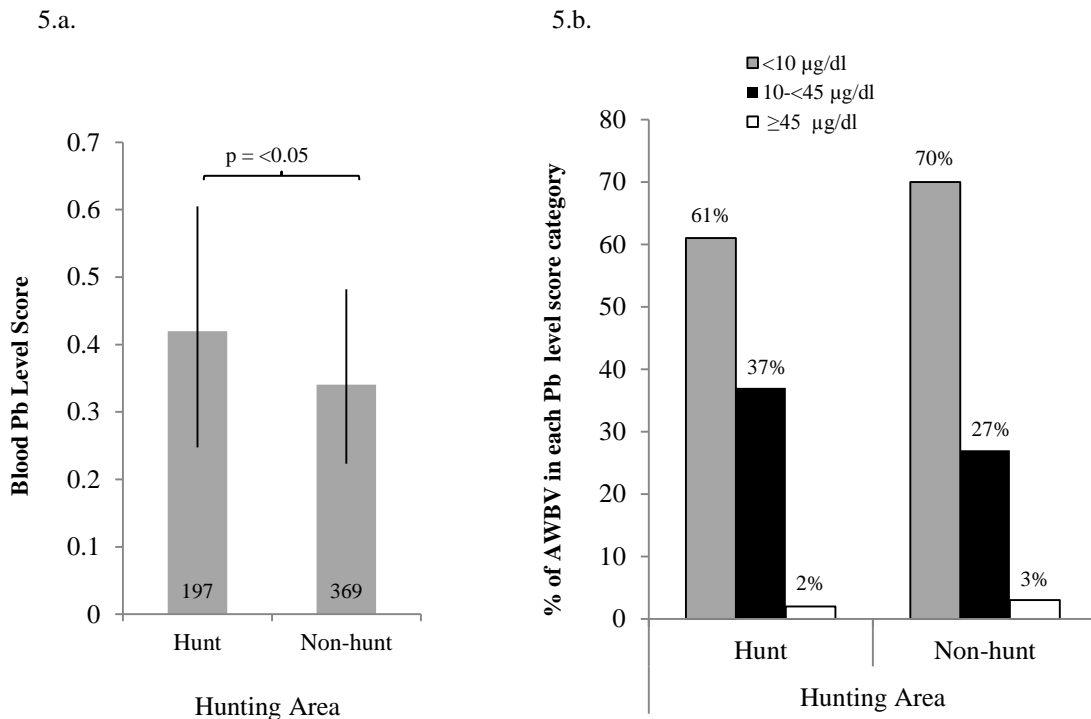 5.a.
0.7
0.6
0.5
0.4
0.3
0.2
0.1
0
Blood Pb Level Score
p = <0.05
197
369
Hunt
Non-hunt
Hunting Area
5.b.
<10 µg/dl
10-<45 µg/dl
≥45 µg/dl
80
70
60
50
40
30
20
10
0
% of AWBV in each Pb level score category
61%
37%
2%
70%
27%
3%
Hunt
Non-hunt
Hunting Area